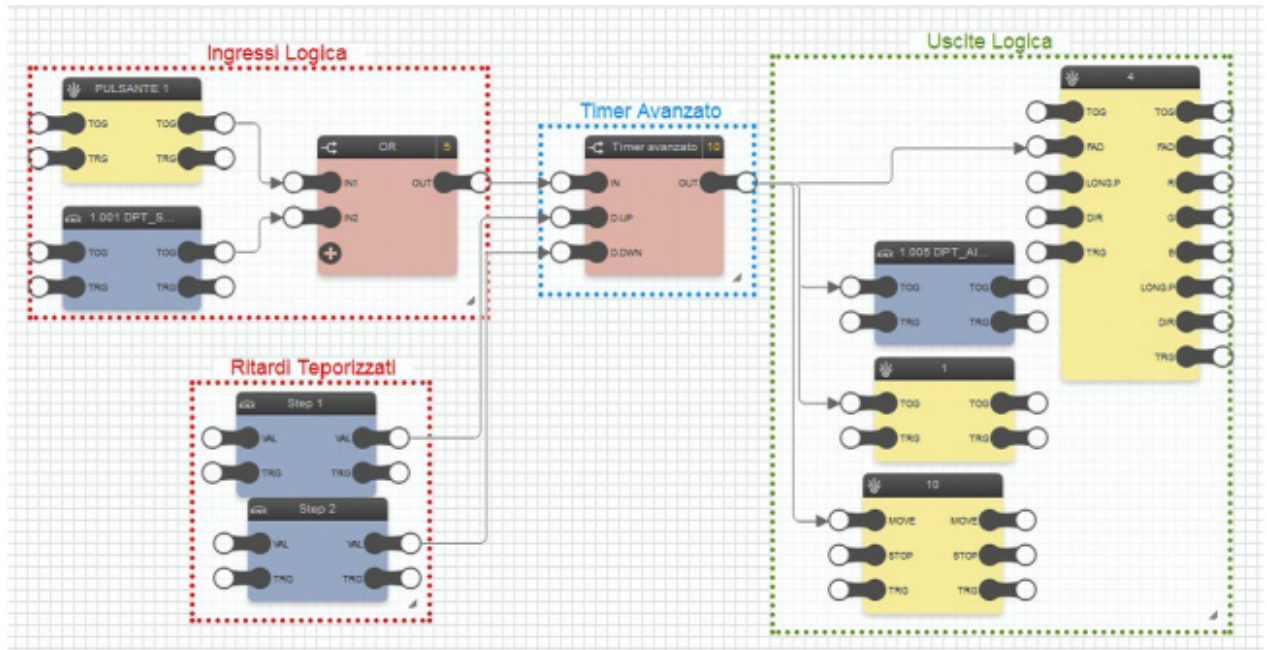 Ingressi Logica
PULSANTE 1
TOG TOG
TRG TRG
1.001 DPT_S...
TOG TOG
TRG TRG
OR 5
IN1 OUT
IN2
Ritardi Teporizzati
Step 1
VAL VAL
TRG TRG
Step 2
VAL VAL
TRG TRG
Timer Avanzato
Timer avanzato 10
IN OUT
D.UP
D.DWN
Uscite Logica
4
TOG TOG
FAD FAD
LONG.P R
DIR G
TRG B
LONG.P
DIR
TRG
1.005 DPT_Al...
TOG TOG
TRG TRG
1
TOG TOG
TRG TRG
10
MOVE MOVE
STOP STOP
TRG TRG